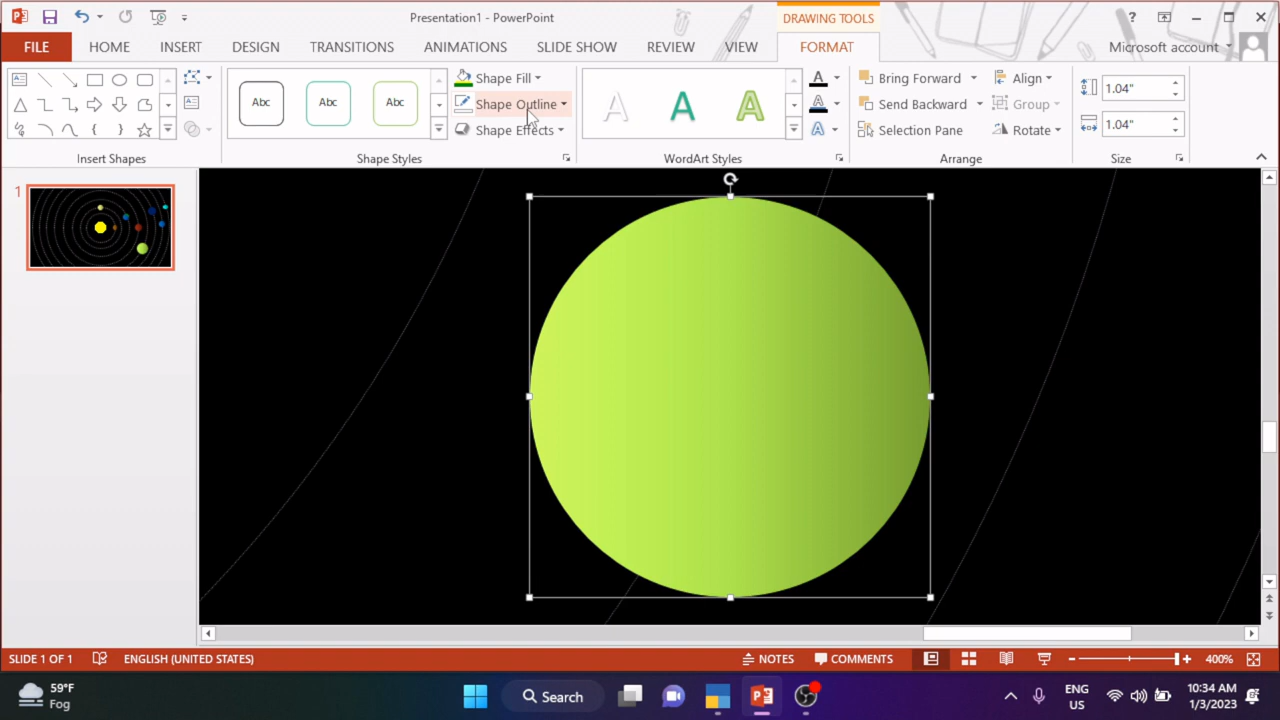 Presentation1 - PowerPoint
DRAWING TOOLS
?
FILE
HOME
INSERT
DESIGN
TRANSITIONS
ANIMATIONS
SLIDE SHOW
REVIEW
VIEW
FORMAT
Microsoft account
Abc
Abc
Abc
Shape Fill
Shape Outline
Shape Effects
A
A
A
A
A
A
Bring Forward
Send Backward
Selection Pane
Align
Group
Rotate
1.04"
1.04"
Insert Shapes
Shape Styles
WordArt Styles
Arrange
Size
1
SLIDE 1 OF 1
ENGLISH (UNITED STATES)
NOTES
COMMENTS
400%
59°F
Fog
Search
ENG
US
10:34 AM
1/3/2023